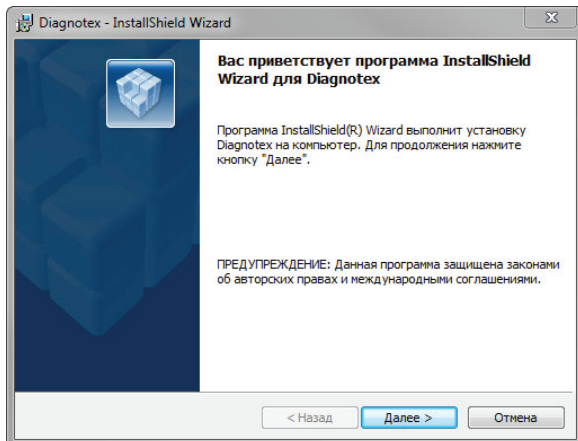 Diagnotex - InstallShield Wizard
Вас приветствует программа InstallShield
Wizard для Diagnotex
Программа InstallShield(R) Wizard выполнит установку
Diagnotex на компьютер. Для продолжения нажмите
кнопку "Далее".
ПРЕДУПРЕЖДЕНИЕ: Данная программа защищена законами
об авторских правах и международными соглашениями.
< Назад Далее > Отмена